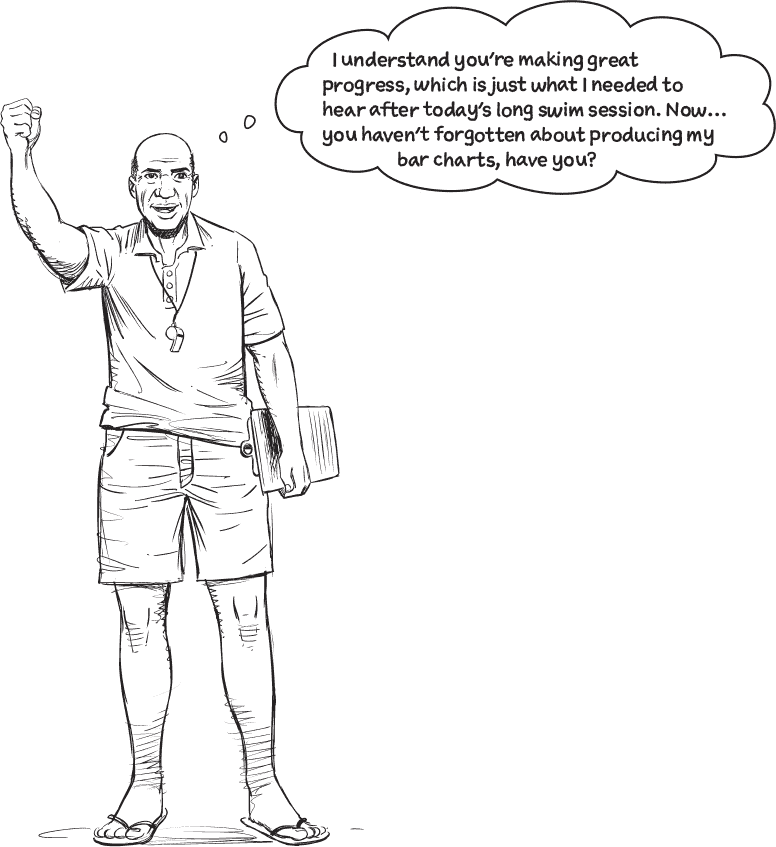 I understand you're making great
progress, which is just what I needed to
hear after today's long swim session. Now...
you haven't forgotten about producing my
bar charts, have you?